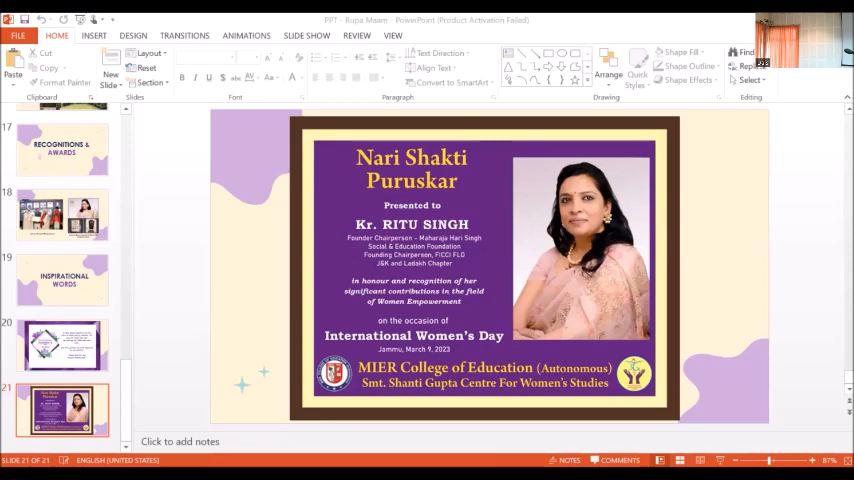 PPT - Rupa Maam - PowerPoint (Product Activation Failed)
FILE HOME INSERT DESIGN TRANSITIONS ANIMATIONS SLIDE SHOW REVIEW VIEW
Paste
Cut
Copy
Format Painter
Clipboard
New
Slide
Layout
Reset
Section
Slides
B I U S abc AV Aa A
Font
Text Direction
Align Text
Convert to SmartArt
Paragraph
Arrange
Quick
Styles
Shape Fill
Shape Outline
Shape Effects
Drawing
Find
Select
Editing
17
RECOGNITIONS &
AWARDS
18
19
INSPIRATIONAL
WORDS
20
21
Nari Shakti
Puruskar
Nari Shakti
Puruskar
Presented to
Kr. RITU SINGH
Founder Chairperson - Maharaja Hari Singh
Social & Education Foundation
Founding Chairperson, FICCI FLO
J&K and Ladakh Chapter
in honour and recognition of her
significant contributions in the field
of Women Empowerment
on the occasion of
International Women's Day
Jammu, March 9, 2023
MIER College of Education (Autonomous)
Smt. Shanti Gupta Centre For Women's Studies
Click to add notes
SLIDE 21 OF 21 ENGLISH (UNITED STATES) NOTES COMMENTS 87%